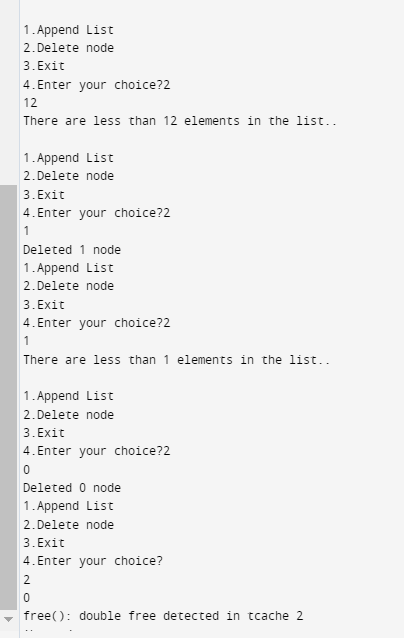 1.Append List
2.Delete node
3.Exit
4.Enter your choice?2
12
There are less than 12 elements in the list..
1.Append List
2.Delete node
3.Exit
4.Enter your choice?2
1
Deleted 1 node
1.Append List
2.Delete node
3.Exit
4.Enter your choice?2
1
There are less than 1 elements in the list..
1.Append List
2.Delete node
3.Exit
4.Enter your choice?2
0
Deleted 0 node
1.Append List
2.Delete node
3.Exit
4.Enter your choice?
2
0
free(): double free detected in tcache 2